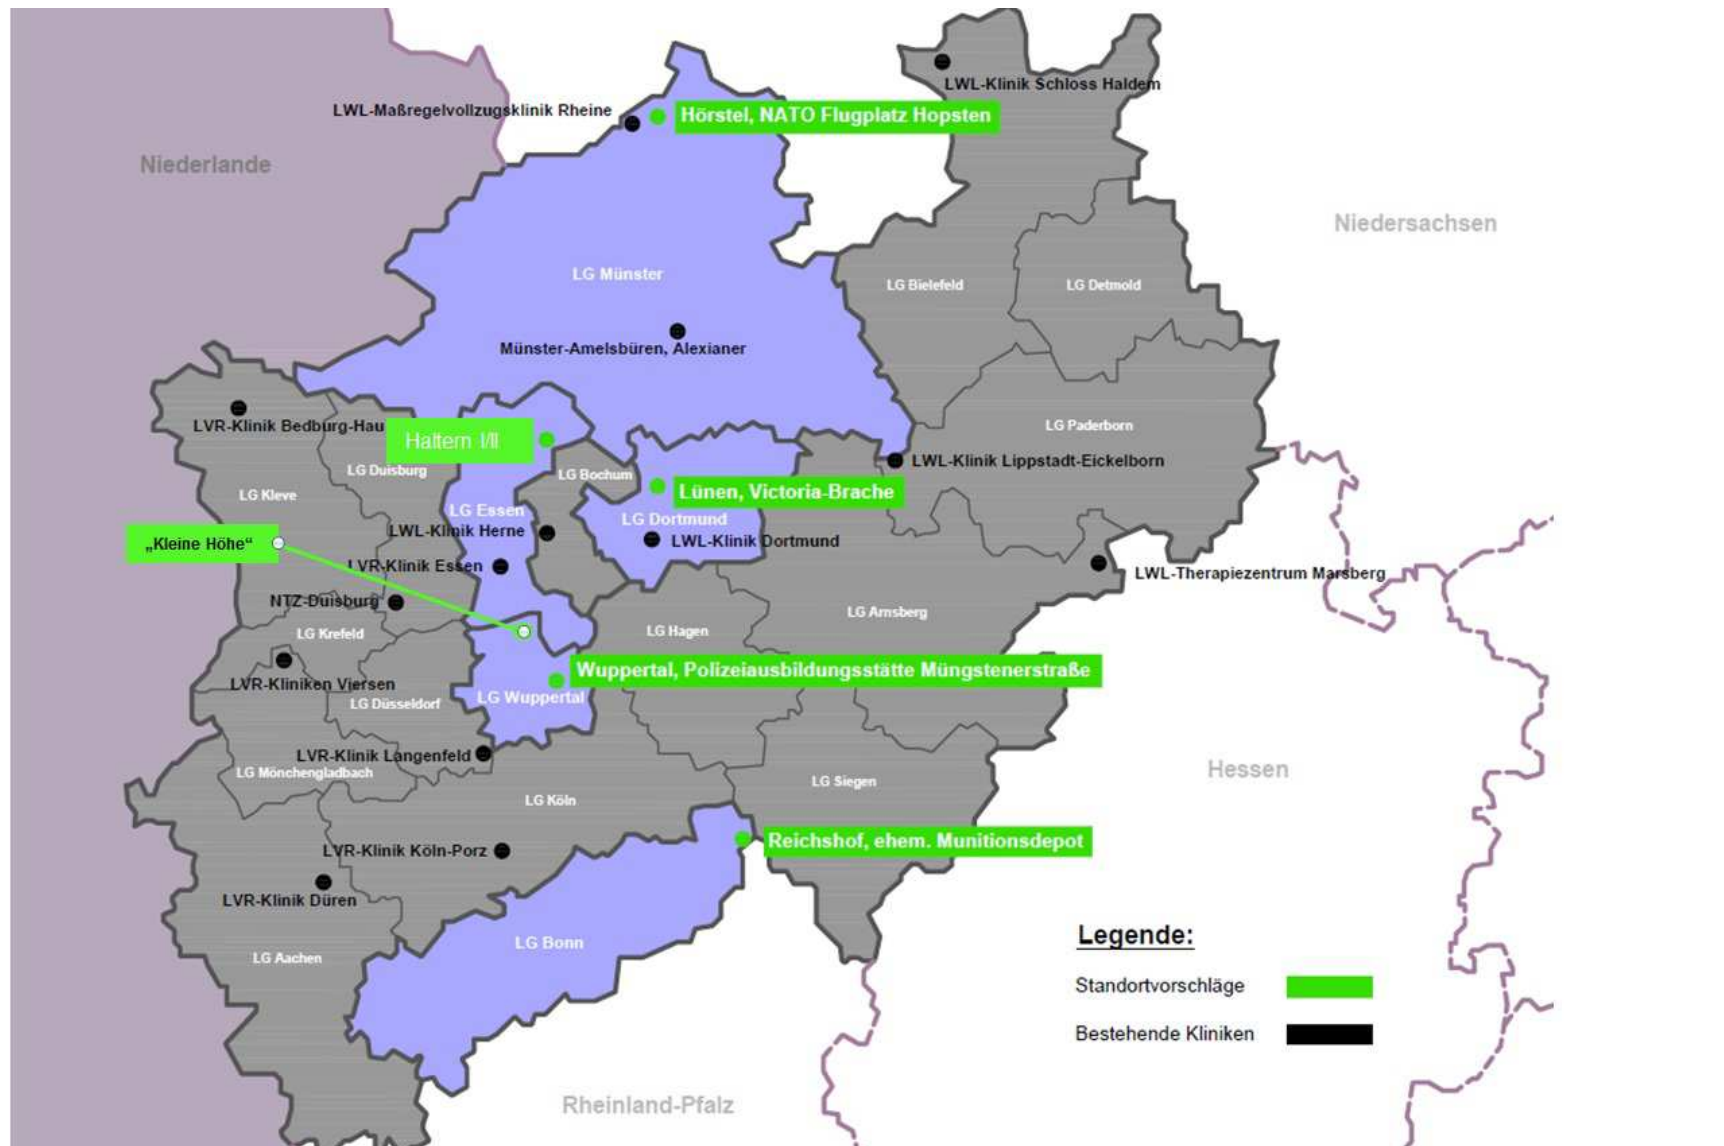 LWL-Klinik Schloss Haldem
LWL-Maßregelvollzugsklinik Rheine
Hörstel, NATO Flugplatz Hopsten
Niederlande
Niedersachsen
LG Münster
LG Bielefeld
LG Detmold
Münster-Amelsbüren, Alexianer
LVR-Klinik Bedburg-Hau
LG Paderborn
Haltern I/II
LWL-Klinik Lippstadt-Eickelborn
LG Duisburg
LG Bochum
LG Kleve
Lünen, Victoria-Brache
LG Essen
LG Dortmund
LWL-Klinik Herne
„Kleine Höhe“
LWL-Klinik Dortmund
LVR-Klinik Essen
LWL-Therapiezentrum Marsberg
NTZ-Duisburg
LG Arnsberg
LG Krefeld
LG Hagen
Wuppertal, Polizeiausbildungsstätte Müngstenerstraße
LVR-Kliniken Viersen
LG Wuppertal
LG Düsseldorf
LVR-Klinik Langenfeld
LG Mönchengladbach
Hessen
LG Siegen
LG Köln
Reichshof, ehem. Munitionsdepot
LVR-Klinik Köln-Porz
LVR-Klinik Düren
LG Bonn
LG Aachen
Legende:
Standortvorschläge
Bestehende Kliniken
Rheinland-Pfalz